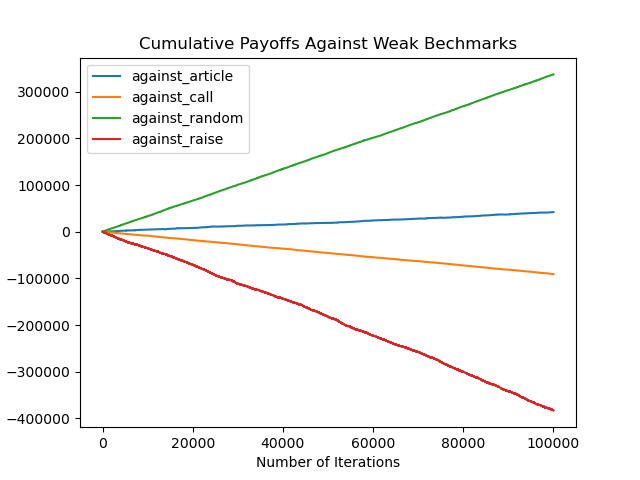 Cumulative Payoffs Against Weak Bechmarks
against_article
against_call
against_random
against_raise
300000
200000
100000
0
−100000
−200000
−300000
−400000
0 20000 40000 60000 80000 100000
Number of Iterations